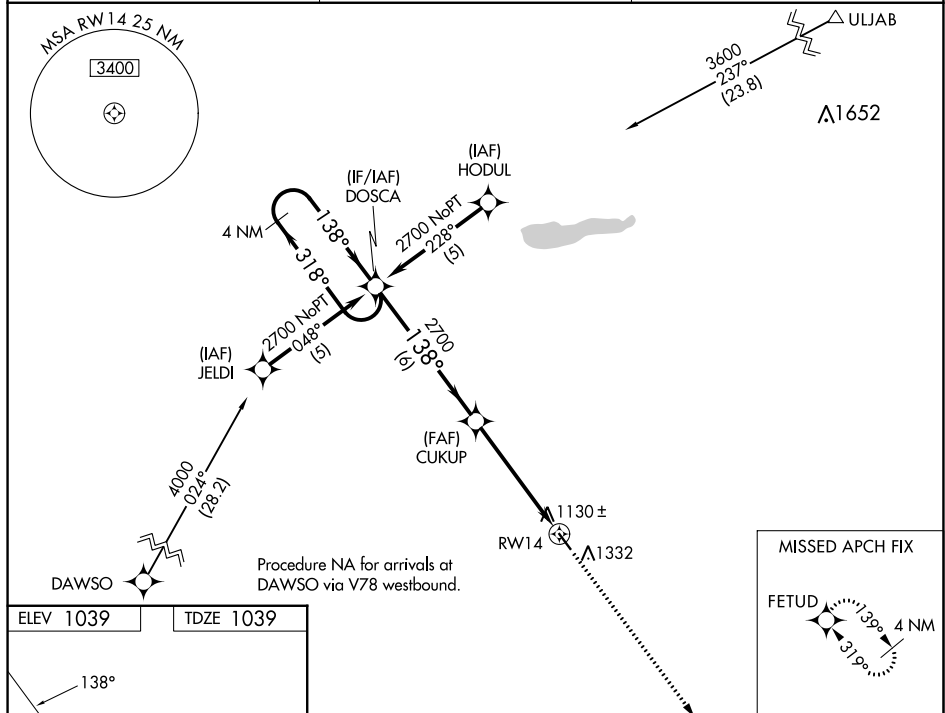 MSA RW14 25 NM
3400
ULJAB
3600
237°
(23.8)
1652
(IAF)
HODUL
(IF/IAF)
DOSCA
2700 NoPT
228°
(5)
4 NM
138°
318°
2700 NoPT
048°
(5)
(IAF)
JELDI
2700
138°
(6)
(FAF)
CUKUP
4000
024°
(28.2)
1130 ±
RW14
1332
DAWSO
Procedure NA for arrivals at
DAWSO via V78 westbound.
MISSED APCH FIX
FETUD
139°
4 NM
319°
ELEV 1039
TDZE 1039
138°